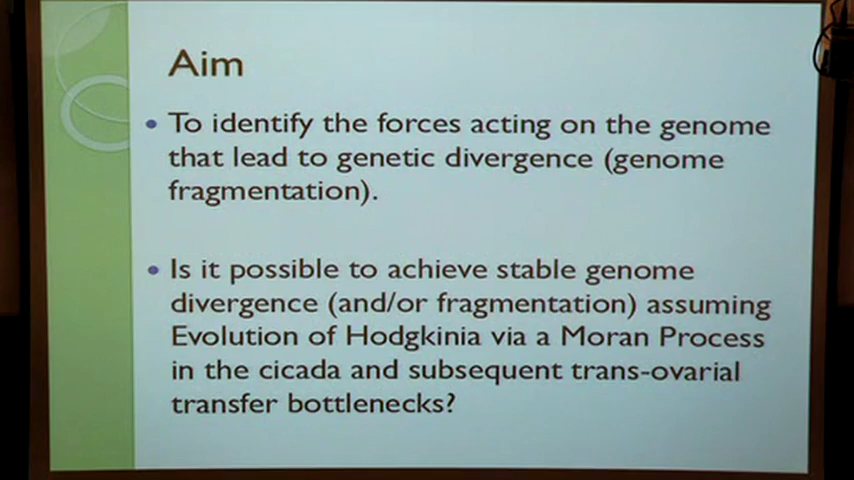 Aim
• To identify the forces acting on the genome
that lead to genetic divergence (genome
fragmentation).
• Is it possible to achieve stable genome
divergence (and/or fragmentation) assuming
Evolution of Hodgkinia via a Moran Process
in the cicada and subsequent trans-ovarial
transfer bottlenecks?